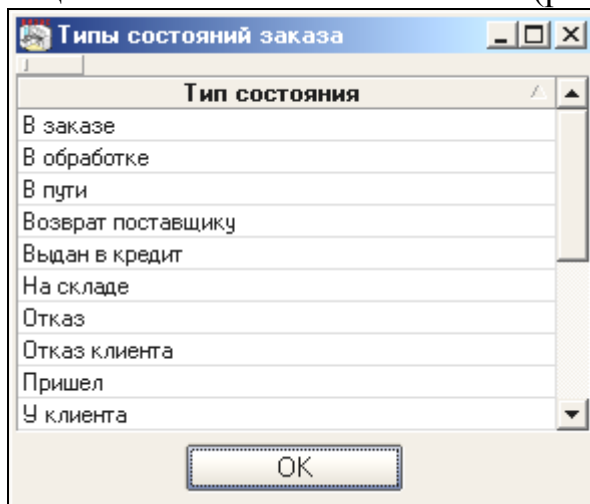 Типы состояний заказа
Тип состояния
В заказе
В обработке
В пути
Возврат поставщику
Выдан в кредит
На складе
Отказ
Отказ клиента
Пришел
У клиента
OK